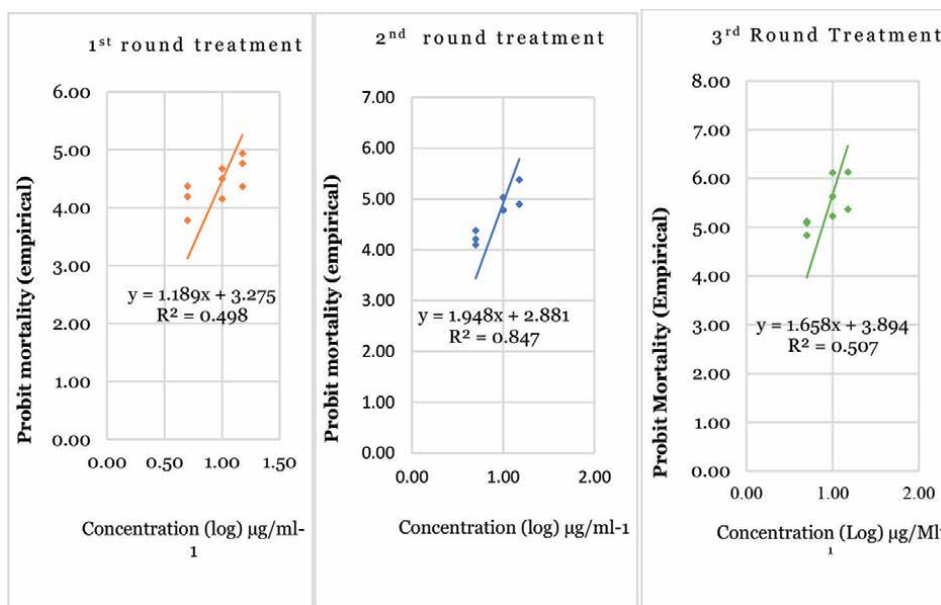 1st round treatment
6.00
5.00
4.00
3.00
2.00
1.00
0.00
0.00 0.50 1.00 1.50
Probit mortality (empirical)
y = 1.189x + 3.275
R² = 0.498
Concentration (log) µg/ml-
1
2nd round treatment
7.00
6.00
5.00
4.00
3.00
2.00
1.00
0.00
0.00 1.00 2.00
Probit mortality (empirical)
y = 1.948x + 2.881
R² = 0.847
Concentration (log) µg/ml-1
3rd Round Treatment
8.00
7.00
6.00
5.00
4.00
3.00
2.00
1.00
0.00
0.00 1.00 2.00
Probit Mortality (Empirical)
y = 1.658x + 3.894
R² = 0.507
Concentration (Log) µg/Ml
1